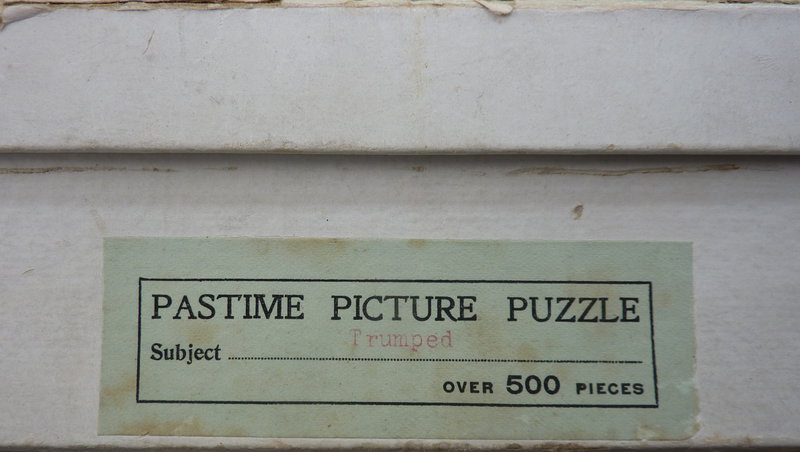 PASTIME PICTURE PUZZLE
Trumped
Subject
OVER 500 PIECES